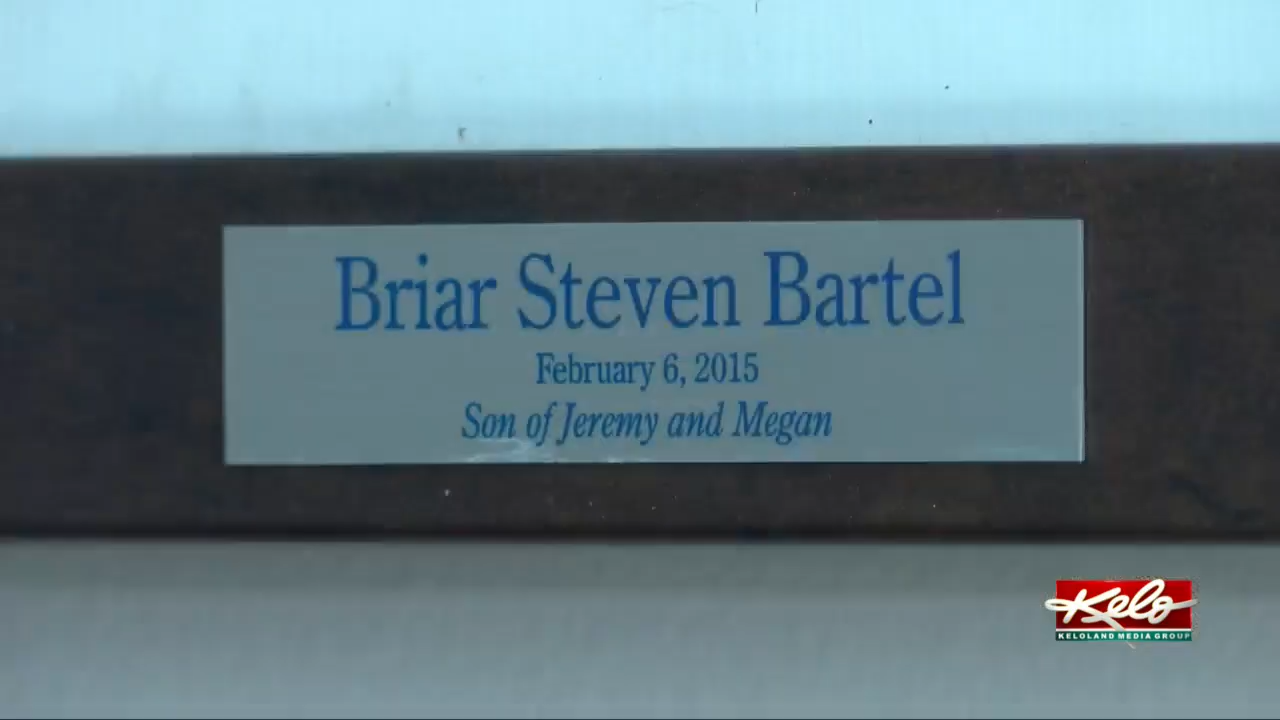 Briar Steven Bartel
February 6, 2015
Son of Jeremy and Megan
Kelo
KELOLAND MEDIA GROUP